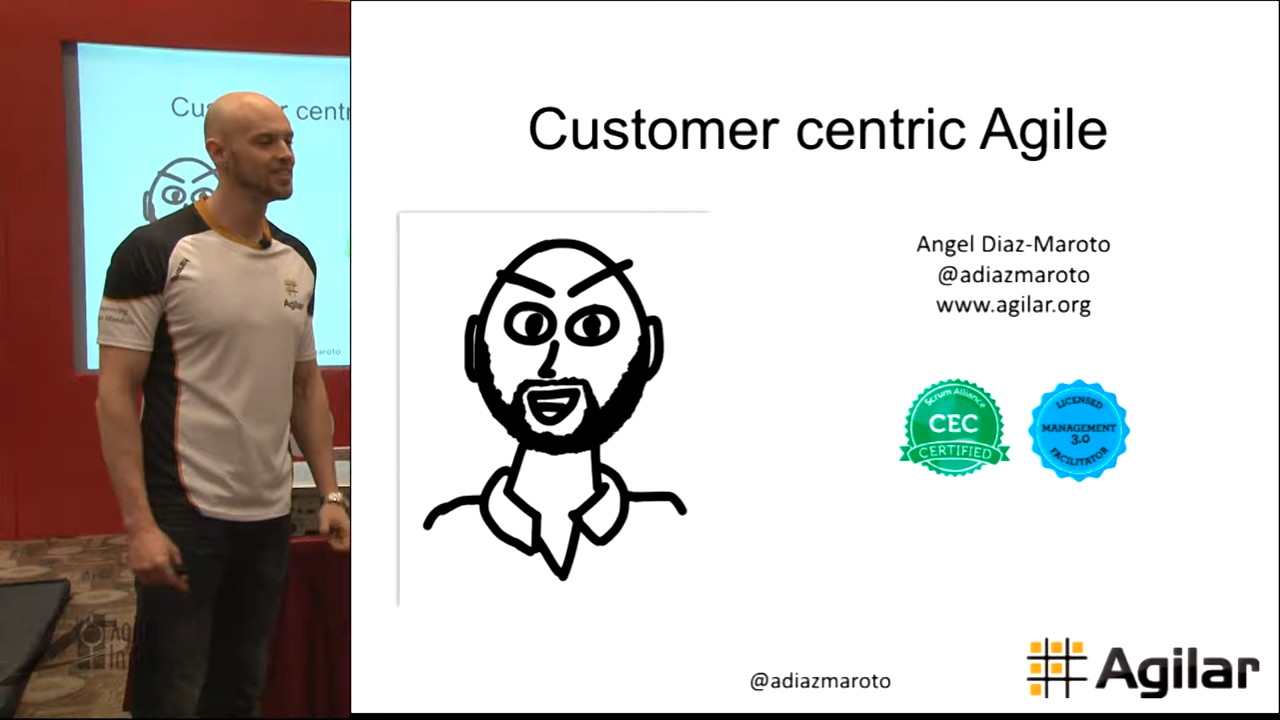 Customer centric Agile
Angel Diaz-Maroto
@adiazmaroto
www.agilar.org
Scrum Alliance
CEC
CERTIFIED
LICENSED
MANAGEMENT
3.0
FACILITATOR
@adiazmaroto
Agilar
Agilar